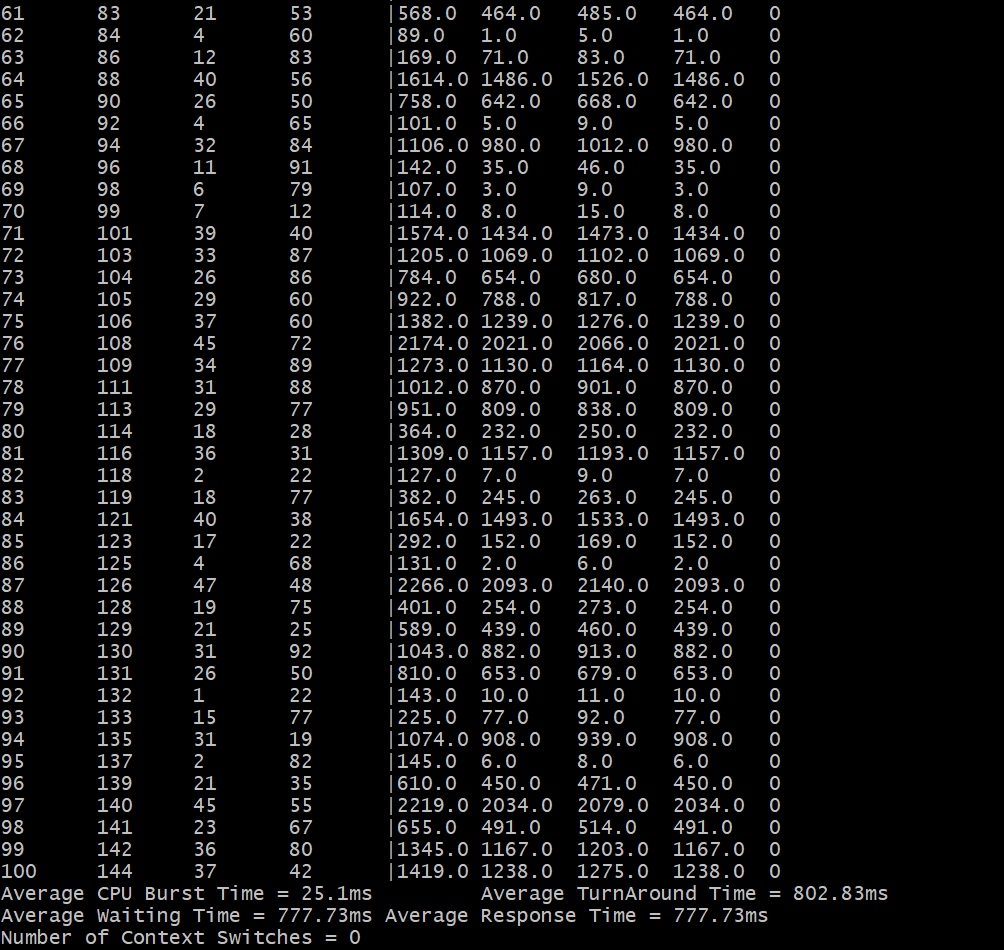 61      83      21      53      |568.0  464.0   485.0   464.0   0
62      84      4       60      |89.0   1.0     5.0     1.0     0
63      86      12      83      |169.0  71.0    83.0    71.0    0
64      88      40      56      |1614.0 1486.0  1526.0  1486.0  0
65      90      26      50      |758.0  642.0   668.0   642.0   0
66      92      4       65      |101.0  5.0     9.0     5.0     0
67      94      32      84      |1106.0 980.0   1012.0  980.0   0
68      96      11      91      |142.0  35.0    46.0    35.0    0
69      98      6       79      |107.0  3.0     9.0     3.0     0
70      99      7       12      |114.0  8.0     15.0    8.0     0
71      101     39      40      |1574.0 1434.0  1473.0  1434.0  0
72      103     33      87      |1205.0 1069.0  1102.0  1069.0  0
73      104     26      86      |784.0  654.0   680.0   654.0   0
74      105     29      60      |922.0  788.0   817.0   788.0   0
75      106     37      60      |1382.0 1239.0  1276.0  1239.0  0
76      108     45      72      |2174.0 2021.0  2066.0  2021.0  0
77      109     34      89      |1273.0 1130.0  1164.0  1130.0  0
78      111     31      88      |1012.0 870.0   901.0   870.0   0
79      113     29      77      |951.0  809.0   838.0   809.0   0
80      114     18      28      |364.0  232.0   250.0   232.0   0
81      116     36      31      |1309.0 1157.0  1193.0  1157.0  0
82      118     2       22      |127.0  7.0     9.0     7.0     0
83      119     18      77      |382.0  245.0   263.0   245.0   0
84      121     40      38      |1654.0 1493.0  1533.0  1493.0  0
85      123     17      22      |292.0  152.0   169.0   152.0   0
86      125     4       68      |131.0  2.0     6.0     2.0     0
87      126     47      48      |2266.0 2093.0  2140.0  2093.0  0
88      128     19      75      |401.0  254.0   273.0   254.0   0
89      129     21      25      |589.0  439.0   460.0   439.0   0
90      130     31      92      |1043.0 882.0   913.0   882.0   0
91      131     26      50      |810.0  653.0   679.0   653.0   0
92      132     1       22      |143.0  10.0    11.0    10.0    0
93      133     15      77      |225.0  77.0    92.0    77.0    0
94      135     31      19      |1074.0 908.0   939.0   908.0   0
95      137     2       82      |145.0  6.0     8.0     6.0     0
96      139     21      35      |610.0  450.0   471.0   450.0   0
97      140     45      55      |2219.0 2034.0  2079.0  2034.0  0
98      141     23      67      |655.0  491.0   514.0   491.0   0
99      142     36      80      |1345.0 1167.0  1203.0  1167.0  0
100     144     37      42      |1419.0 1238.0  1275.0  1238.0  0
Average CPU Burst Time = 25.1ms         Average TurnAround Time = 802.83ms
Average Waiting Time = 777.73ms Average Response Time = 777.73ms
Number of Context Switches = 0